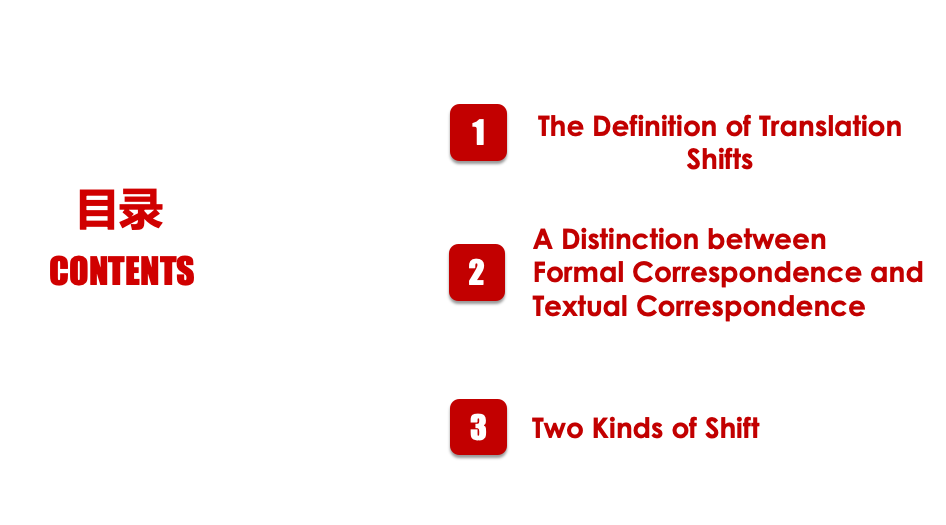 目录
CONTENTS
1
The Definition of Translation
Shifts
2
A Distinction between
Formal Correspondence and
Textual Correspondence
3
Two Kinds of Shift